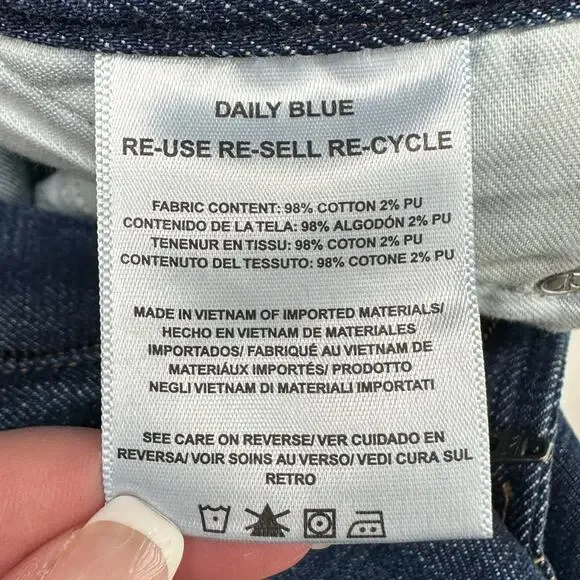 DAILY BLUE
RE-USE RE-SELL RE-CYCLE
FABRIC CONTENT: 98% COTTON 2% PU
CONTENIDO DE LA TELA: 98% ALGODÓN 2% PU
TENENUR EN TISSU: 98% COTON 2% PU
CONTENUTO DEL TESSUTO: 98% COTONE 2% PU
MADE IN VIETNAM OF IMPORTED MATERIALS/
HECHO EN VIETNAM DE MATERIALES
IMPORTADOS/ FABRIQUÉ AU VIETNAM DE
MATERIÁUX IMPORTÉS/ PRODOTTO
NEGLI VIETNAM DI MATERIALI IMPORTATI
SEE CARE ON REVERSE/ VER CUIDADO EN
REVERSA/ VOIR SOINS AU VERSO/ VEDI CURA SUL
RETRO